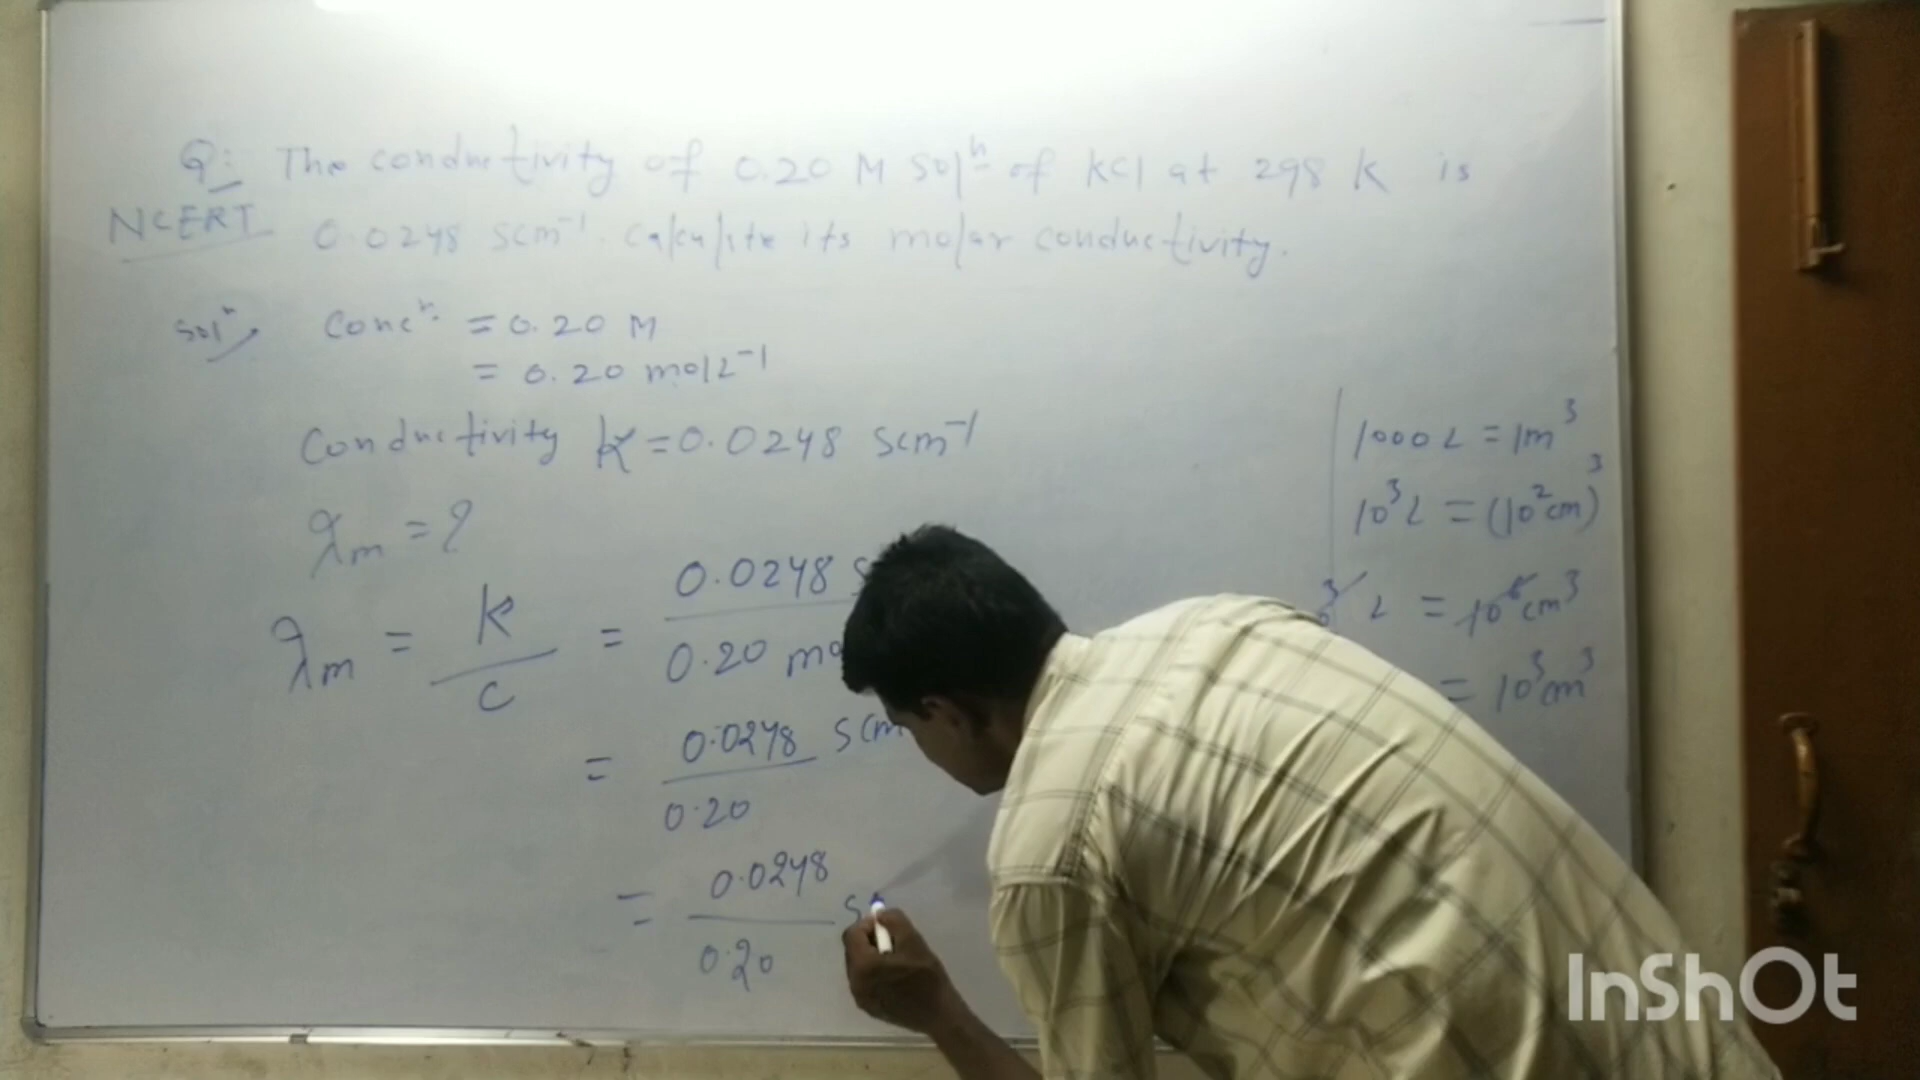 Q: The conductivity of 0.20 M Solⁿ of KCl at 298 K is
NCERT 0.0248 Scm⁻¹. Calculate its molar conductivity.
Solⁿ Concⁿ. = 0.20 M
= 0.20 mol L⁻¹
Conductivity K = 0.0248 Scm⁻¹
λm = ?
λm = K/C = 0.0248 S / 0.20 mo
= 0.0248 Scm / 0.20
= 0.0248 / 0.20 S
1000 L = 1m³
10³ L = (10² cm)³
L = 10⁶ cm³
= 10³ cm³
InShOt